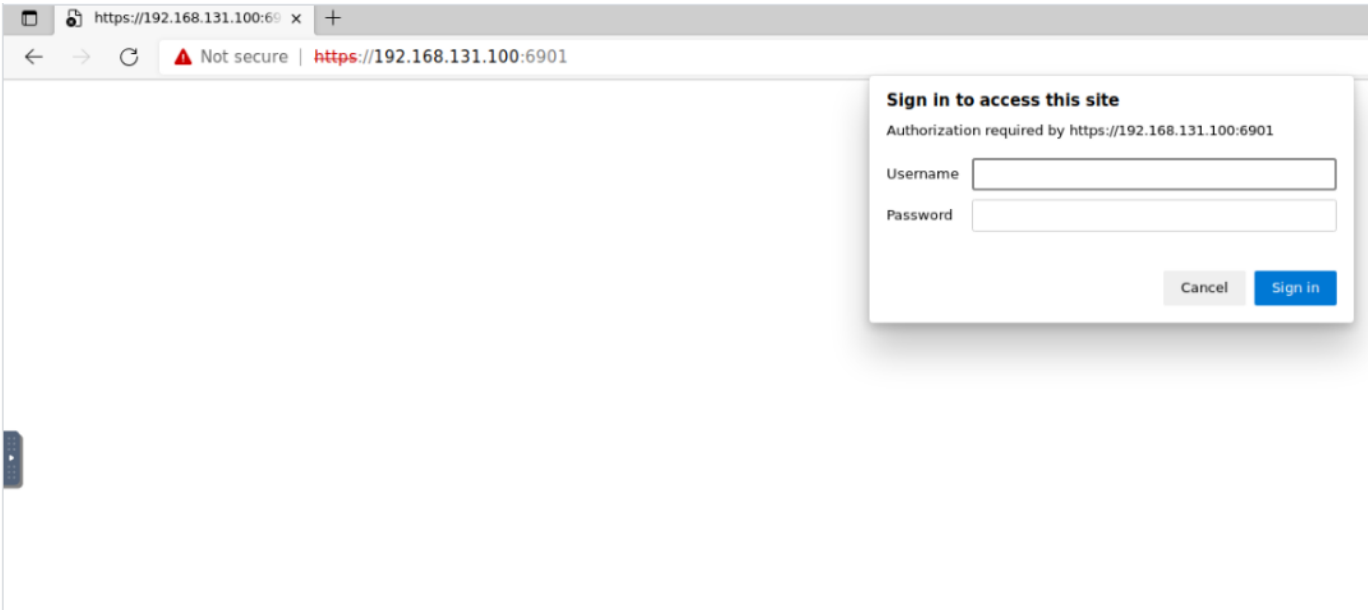 https://192.168.131.100:69
Not secure | https://192.168.131.100:6901
Sign in to access this site
Authorization required by https://192.168.131.100:6901
Username
Password
Cancel Sign in